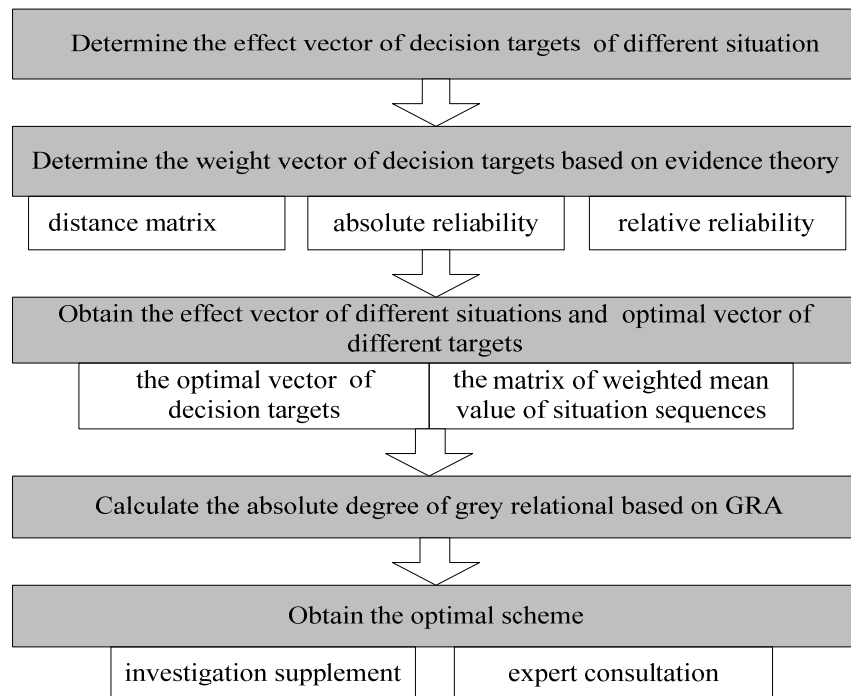 Determine the effect vector of decision targets of different situation
Determine the weight vector of decision targets based on evidence theory
distance matrix
absolute reliability
relative reliability
Obtain the effect vector of different situations and optimal vector of
different targets
the optimal vector of
decision targets
the matrix of weighted mean
value of situation sequences
Calculate the absolute degree of grey relational based on GRA
Obtain the optimal scheme
investigation supplement
expert consultation